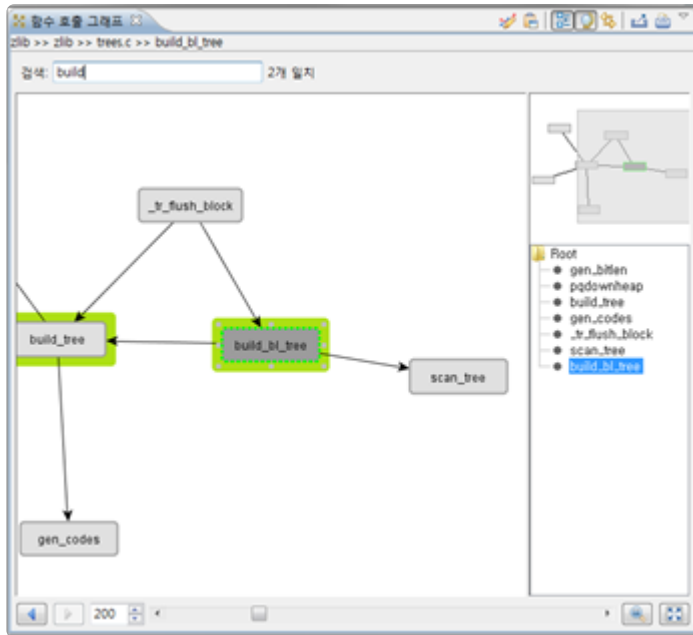 함수 호출 그래프
zlib >> zlib >> trees.c >> build_bl_tree
검색: build
2개 일치
_tr_flush_block
build_tree
build_bl_tree
scan_tree
gen_codes
Root
gen_bitlen
pqdownheap
build_tree
gen_codes
_tr_flush_block
scan_tree
build_bl_tree
200